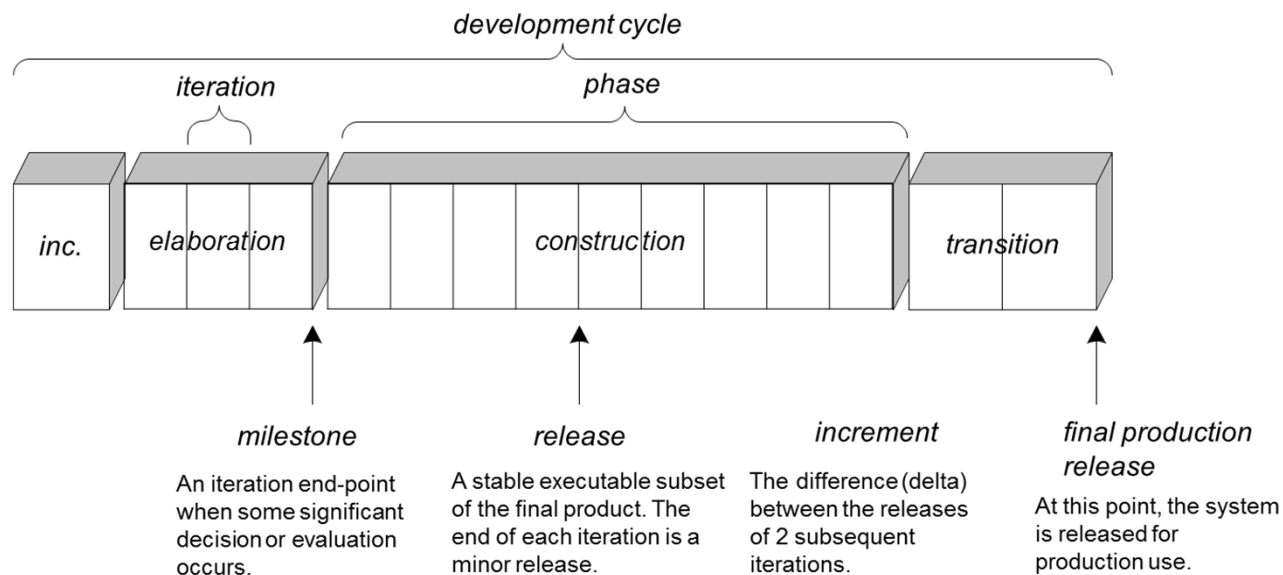 development cycle
iteration
phase
inc.
elaboration
construction
transition
milestone
An iteration end-point
when some significant
decision or evaluation
occurs.
release
A stable executable subset
of the final product. The
end of each iteration is a
minor release.
increment
The difference (delta)
between the releases
of 2 subsequent
iterations.
final production
release
At this point, the system
is released for
production use.